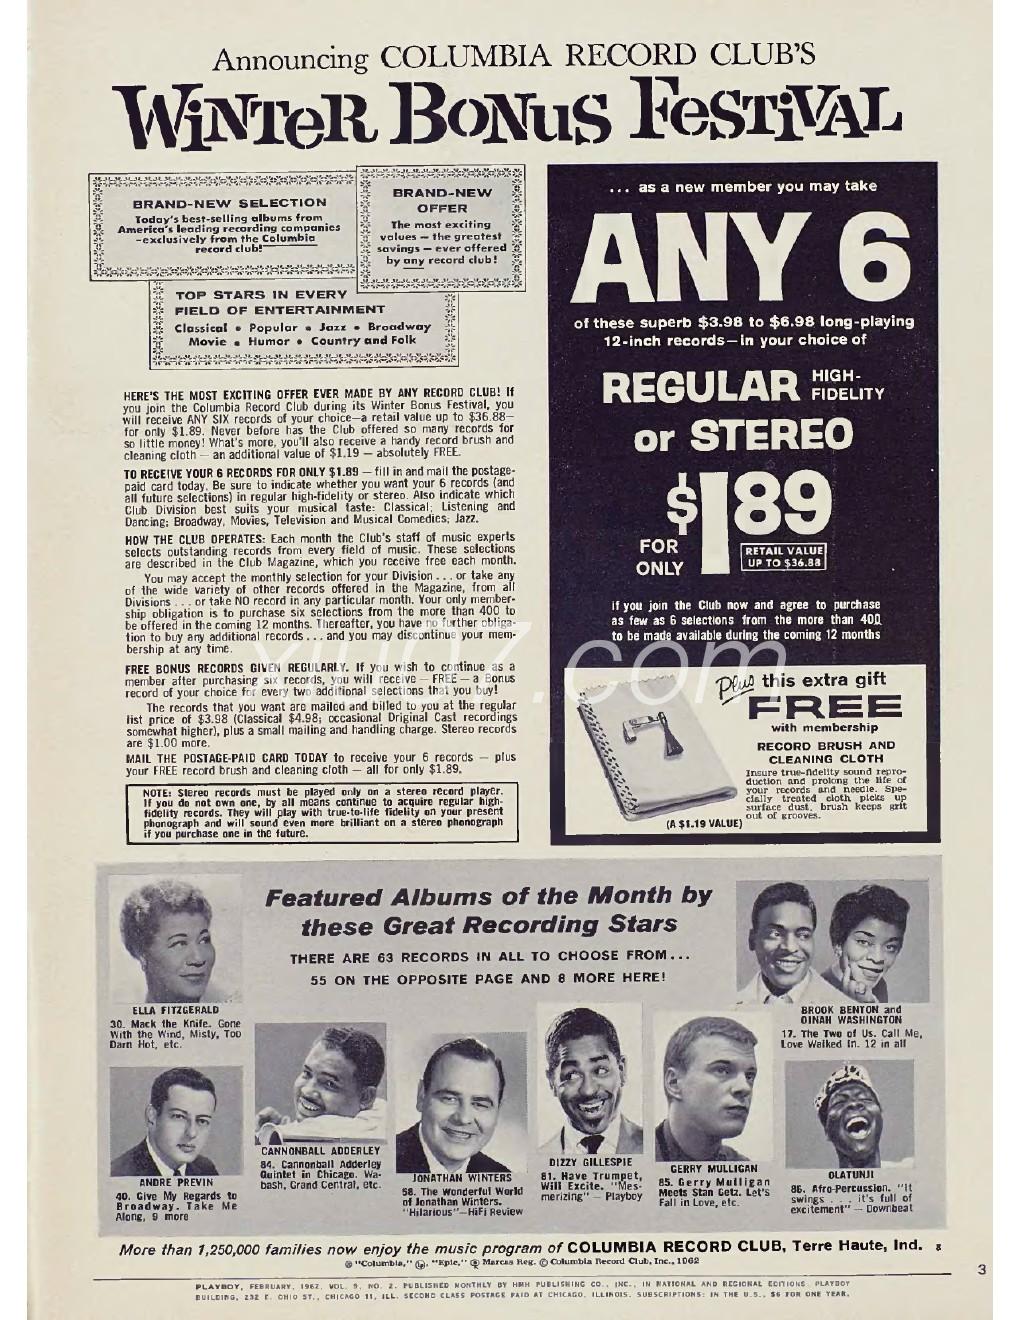 Announcing COLUMBIA RECORD CLUB'S
WINTER BONUS FESTIVAL
BRAND-NEW SELECTION
Today's best-selling albums from
America's leading recording companies
—exclusively from the Columbia
record club!
BRAND-NEW
OFFER
The most exciting
values — the greatest
savings — ever offered
by any record club!
TOP STARS IN EVERY
FIELD OF ENTERTAINMENT
Classical • Popular • Jazz • Broadway
Movie • Humor • Country and Folk
HERE'S THE MOST EXCITING OFFER EVER MADE BY ANY RECORD CLUB! If
you join the Columbia Record Club during its Winter Bonus Festival, you
will receive ANY SIX records of your choice—a retail value up to $36.88—
for only $1.89. Never before has the Club offered so many records for
so little money! What's more, you'll also receive a handy record brush and
cleaning cloth — an additional value of $1.19 — absolutely FREE.
TO RECEIVE YOUR 6 RECORDS FOR ONLY $1.89 — fill in and mail the postage-
paid card today. Be sure to indicate whether you want your 6 records (and
all future selections) in regular high-fidelity or stereo. Also indicate which
Club Division best suits your musical taste: Classical; Listening and
Dancing; Broadway, Movies, Television and Musical Comedies; Jazz.
HOW THE CLUB OPERATES: Each month the Club's staff of music experts
selects outstanding records from every field of music. These selections
are described in the Club Magazine, which you receive free each month.
You may accept the monthly selection for your Division . . . or take any
of the wide variety of other records offered in the Magazine, from all
Divisions . . . or take NO record in any particular month. Your only member-
ship obligation is to purchase six selections from the more than 400 to
be offered in the coming 12 months. Thereafter, you have no further obliga-
tion to buy any additional records . . . and you may discontinue your mem-
bership at any time.
FREE BONUS RECORDS GIVEN REGULARLY. If you wish to continue as a
member after purchasing six records, you will receive — FREE — a Bonus
record of your choice for every two additional selections that you buy!
The records that you want are mailed and billed to you at the regular
list price of $3.98 (Classical $4.98; occasional Original Cast recordings
somewhat higher), plus a small mailing and handling charge. Stereo records
are $1.00 more.
MAIL THE POSTAGE-PAID CARD TODAY to receive your 6 records — plus
your FREE record brush and cleaning cloth — all for only $1.89.
NOTE: Stereo records must be played only on a stereo record player.
If you do not own one, by all means continue to acquire regular high-
fidelity records. They will play with true-to-life fidelity on your present
phonograph and will sound even more brilliant on a stereo phonograph
if you purchase one in the future.
... as a new member you may take
ANY 6
of these superb $3.98 to $6.98 long-playing
12-inch records—in your choice of
REGULAR HIGH-
FIDELITY
or STEREO
$189
FOR
ONLY
RETAIL VALUE
UP TO $36.88
if you join the Club now and agree to purchase
as few as 6 selections from the more than 400
to be made available during the coming 12 months
Plus this extra gift
FREE
with membership
RECORD BRUSH AND
CLEANING CLOTH
Insure true-fidelity sound repro-
duction and prolong the life of
your records and needle. Spe-
cially treated cloth picks up
surface dust, brush keeps grit
out of grooves.
(A $1.19 VALUE)
Featured Albums of the Month by
these Great Recording Stars
THERE ARE 63 RECORDS IN ALL TO CHOOSE FROM...
55 ON THE OPPOSITE PAGE AND 8 MORE HERE!
ELLA FITZGERALD
30. Mack the Knife. Gone
With the Wind, Misty, Too
Darn Hot, etc.
BROOK BENTON and
DINAH WASHINGTON
17. The Two of Us. Call Me,
Love Walked In. 12 in all
ANDRE PREVIN
40. Give My Regards to
Broadway. Take Me
Along, 9 more
CANNONBALL ADDERLEY
84. Cannonball Adderley
Quintet in Chicago. Wa-
bash, Grand Central, etc.
JONATHAN WINTERS
58. The Wonderful World
of Jonathan Winters.
"Hilarious"—HiFi Review
DIZZY GILLESPIE
81. Have Trumpet,
Will Excite. "Mes-
merizing" — Playboy
GERRY MULLIGAN
85. Gerry Mulligan
Meets Stan Getz. Let's
Fall in Love, etc.
OLATUNJI
86. Afro-Percussion. "It
swings . . . it's full of
excitement" — Downbeat
More than 1,250,000 families now enjoy the music program of COLUMBIA RECORD CLUB, Terre Haute, Ind.
® "Columbia," ®, "Epic," ® Marcas Reg. © Columbia Record Club, Inc., 1962
3
PLAYBOY, FEBRUARY, 1962, VOL. 9, NO. 2. PUBLISHED MONTHLY BY HMH PUBLISHING CO., INC., IN NATIONAL AND REGIONAL EDITIONS. PLAYBOY
BUILDING, 232 E. OHIO ST., CHICAGO 11, ILL. SECOND CLASS POSTAGE PAID AT CHICAGO, ILLINOIS. SUBSCRIPTIONS: IN THE U.S., $6 FOR ONE YEAR.